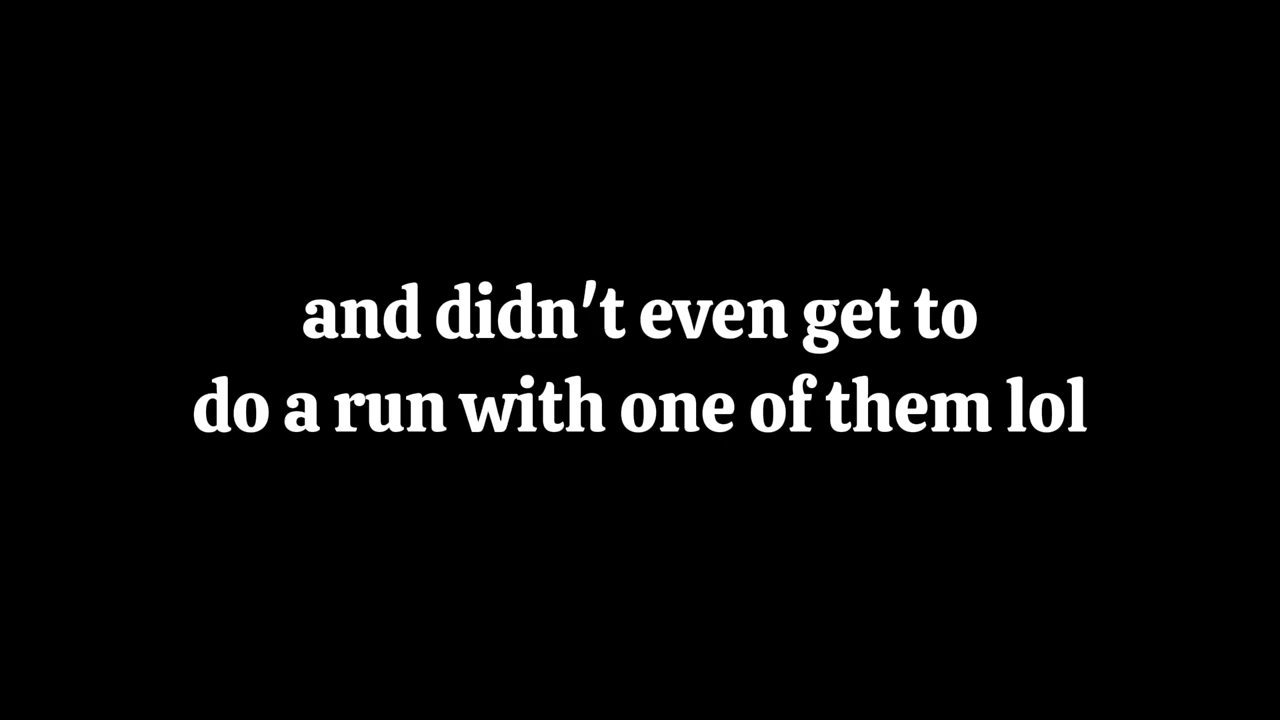 and didn't even get to
do a run with one of them lol